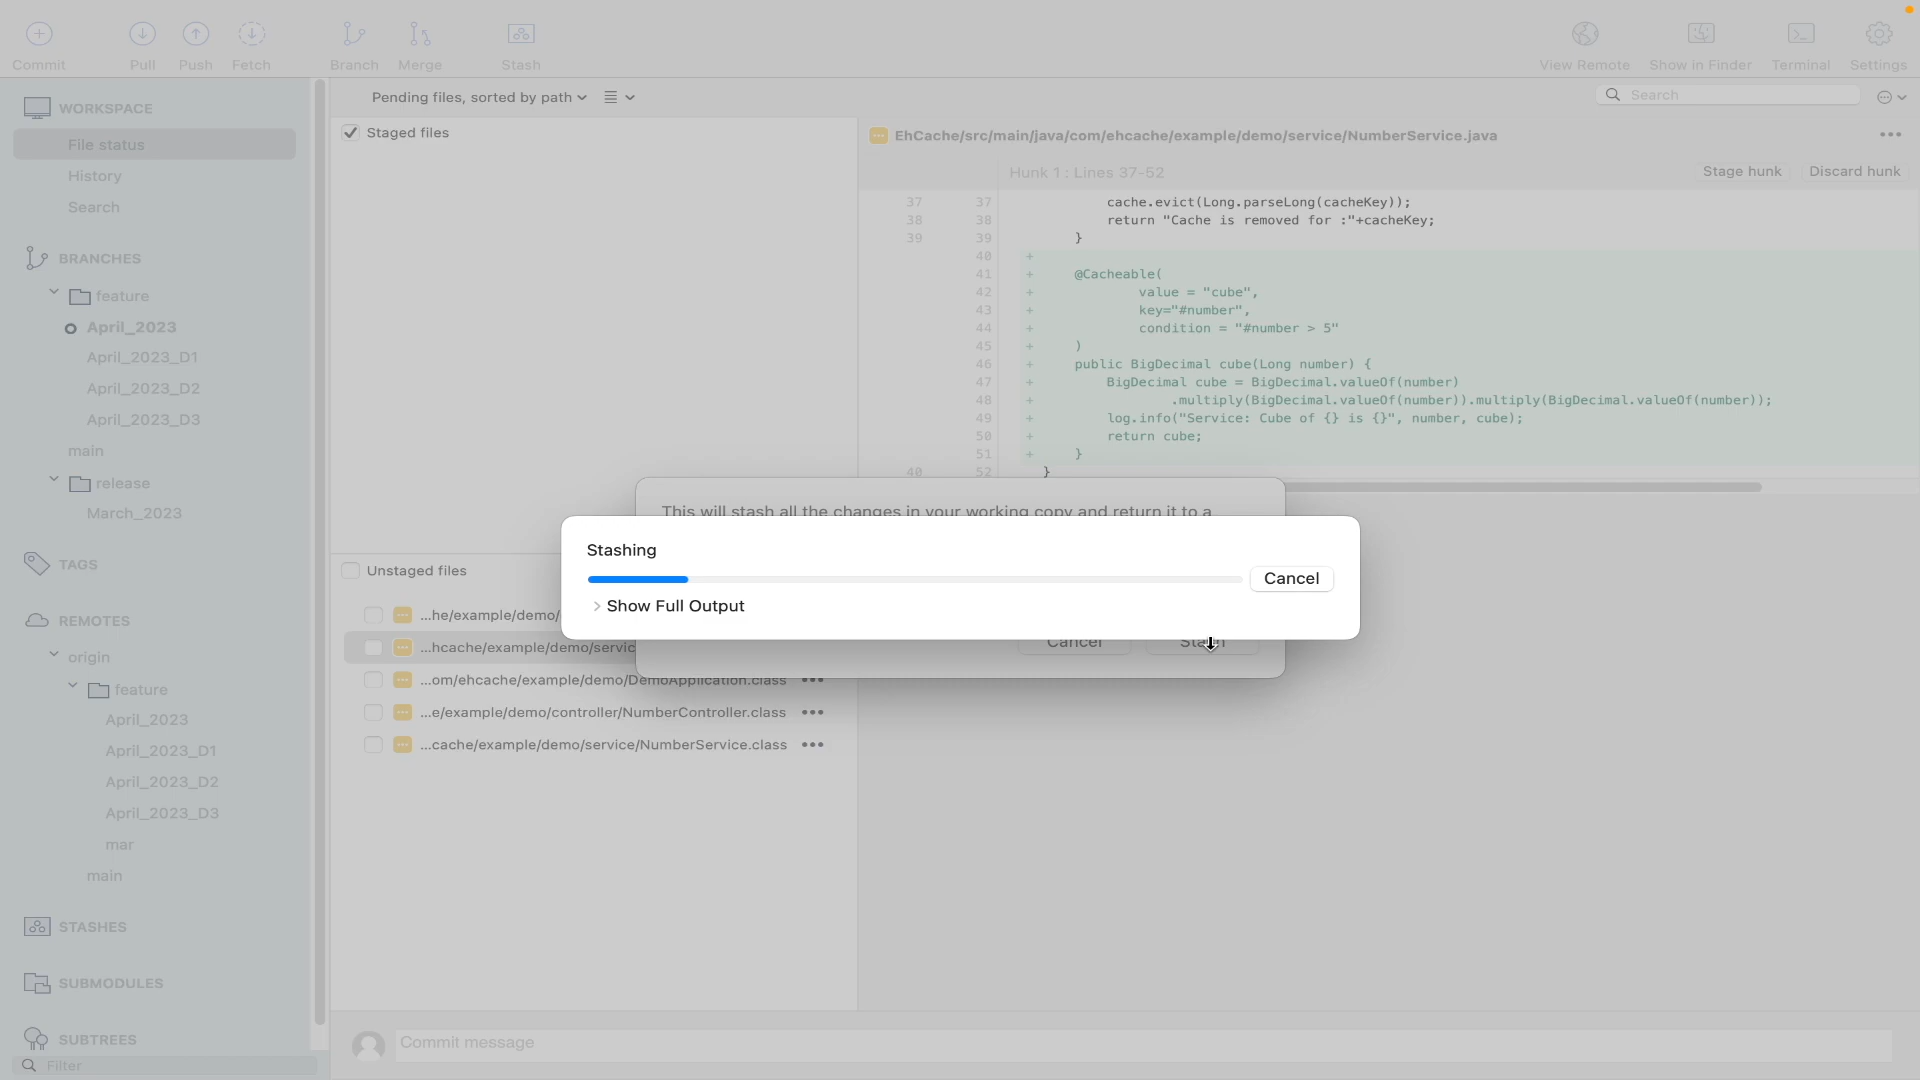 Commit
Pull
Push
Fetch
Branch
Merge
Stash
View Remote
Show in Finder
Terminal
Settings
WORKSPACE
File status
History
Search
BRANCHES
feature
April_2023
April_2023_D1
April_2023_D2
April_2023_D3
main
release
March_2023
TAGS
REMOTES
origin
feature
April_2023
April_2023_D1
April_2023_D2
April_2023_D3
mar
main
STASHES
SUBMODULES
SUBTREES
Filter
Pending files, sorted by path
Search
Staged files
Unstaged files
...he/example/demo/
...hcache/example/demo/servic
...om/ehcache/example/demo/DemoApplication.class
...e/example/demo/controller/NumberController.class
...cache/example/demo/service/NumberService.class
EhCache/src/main/java/com/ehcache/example/demo/service/NumberService.java
Hunk 1 : Lines 37-52
Stage hunk
Discard hunk
37 37 cache.evict(Long.parseLong(cacheKey));
38 38 return "Cache is removed for :"+cacheKey;
39 39 }
40 +
41 + @Cacheable(
42 + value = "cube",
43 + key="#number",
44 + condition = "#number > 5"
45 + )
46 + public BigDecimal cube(Long number) {
47 + BigDecimal cube = BigDecimal.valueOf(number)
48 + .multiply(BigDecimal.valueOf(number)).multiply(BigDecimal.valueOf(number));
49 + log.info("Service: Cube of {} is {}", number, cube);
50 + return cube;
51 + }
40 52 }
This will stash all the changes in your working copy and return it to a
Stashing
Cancel
Show Full Output
Cancel
Stash
Commit message